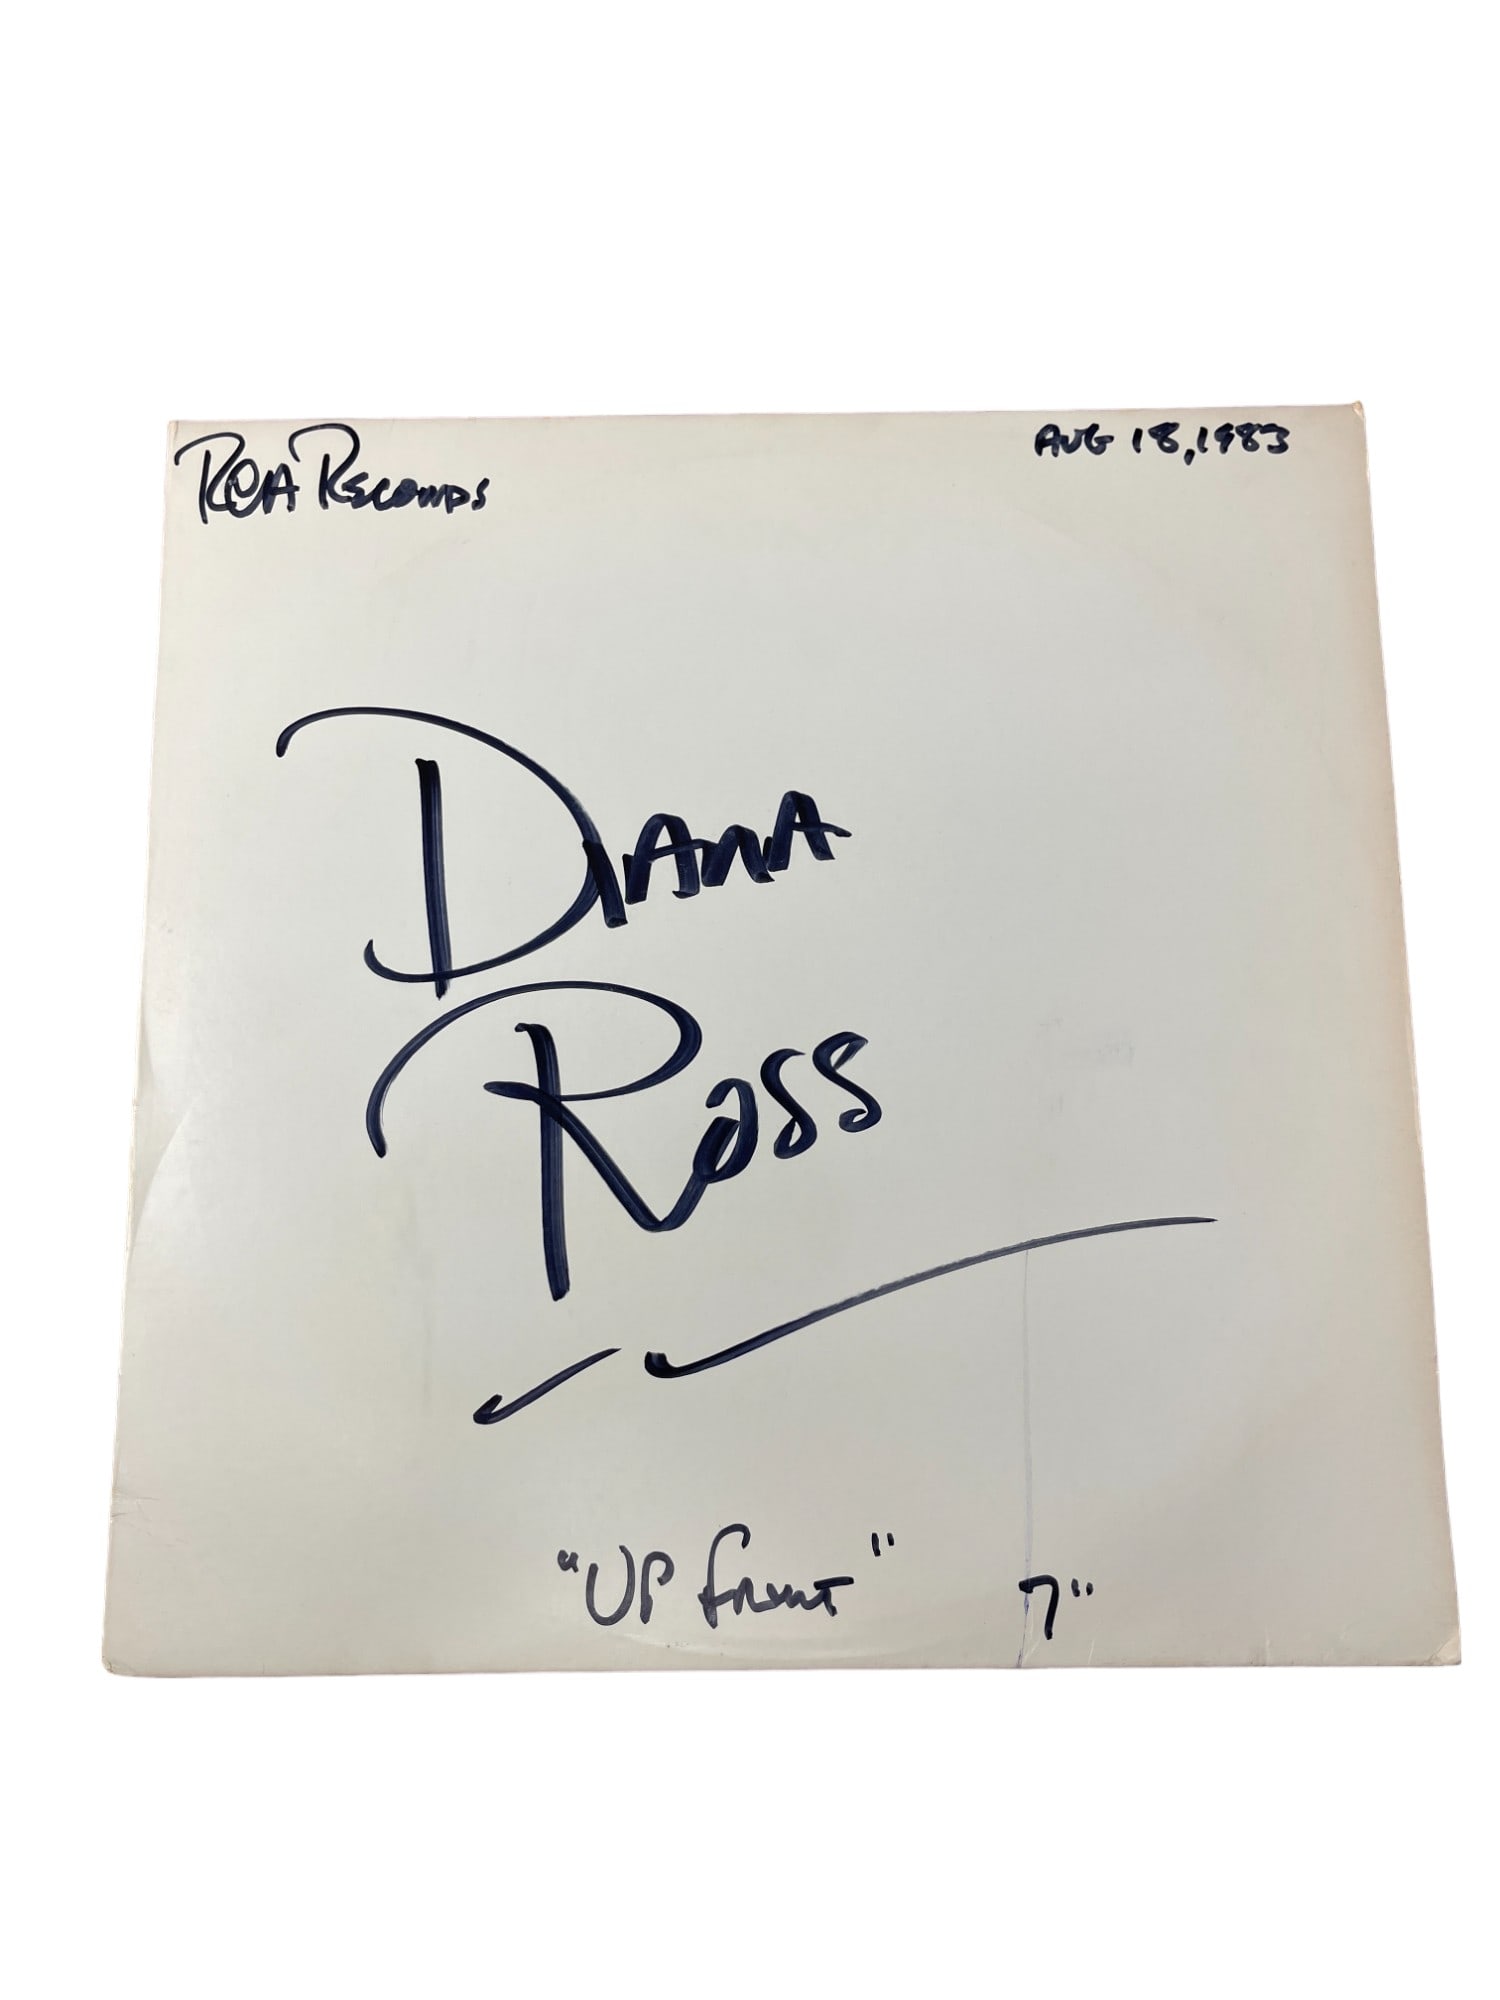 RCA RECORDS
AUG 18, 1983
DIANA
ROSS
"UP FRONT" 7"